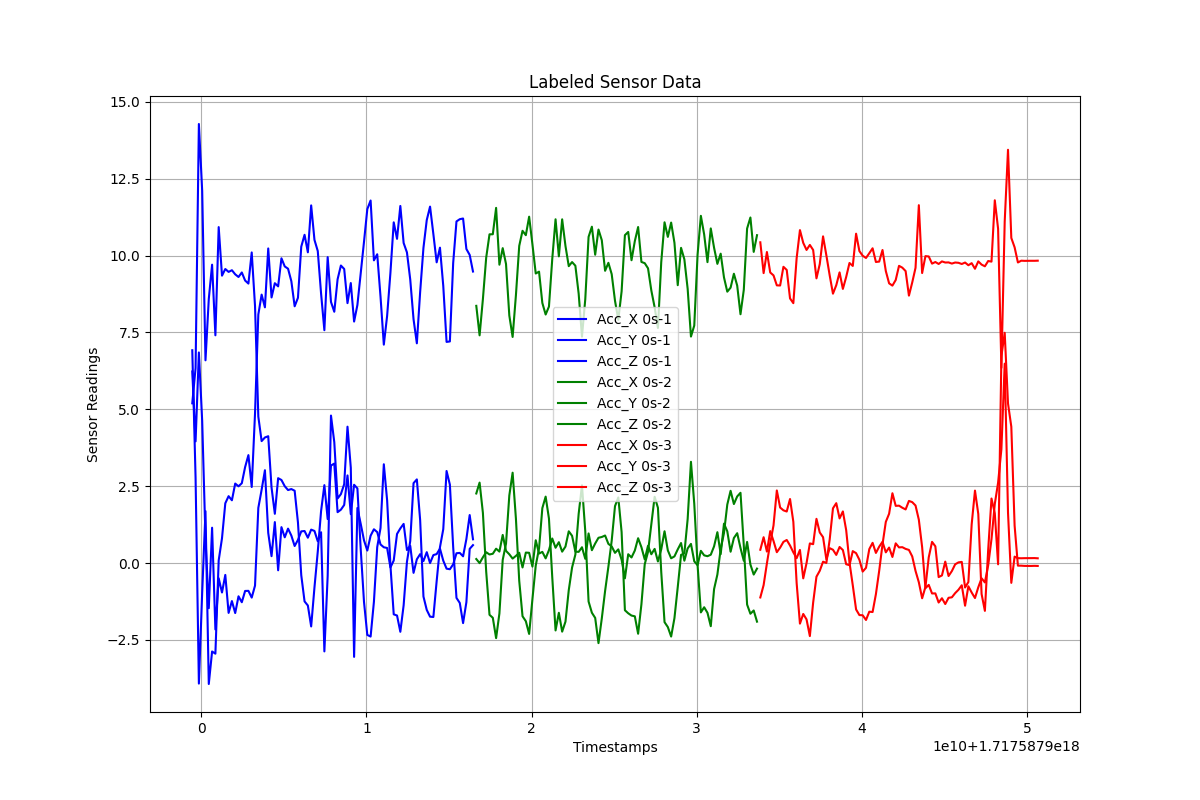 Labeled Sensor Data
Sensor Readings
15.0
12.5
10.0
7.5
5.0
2.5
0.0
−2.5
Acc_X 0s-1
Acc_Y 0s-1
Acc_Z 0s-1
Acc_X 0s-2
Acc_Y 0s-2
Acc_Z 0s-2
Acc_X 0s-3
Acc_Y 0s-3
Acc_Z 0s-3
0 1 2 3 4 5
Timestamps
1e10+1.7175879e18